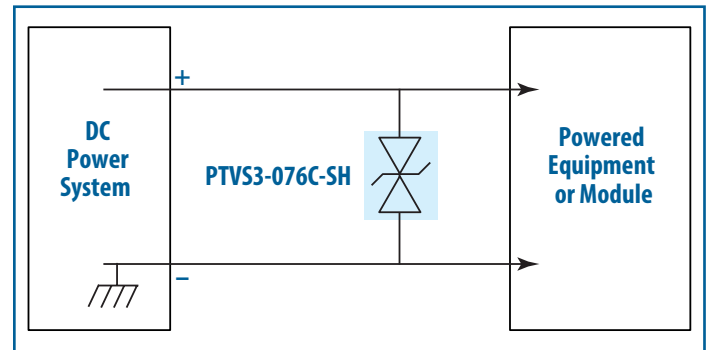 DC
Power
System
+
−
PTVS3-076C-SH
Powered
Equipment
or Module